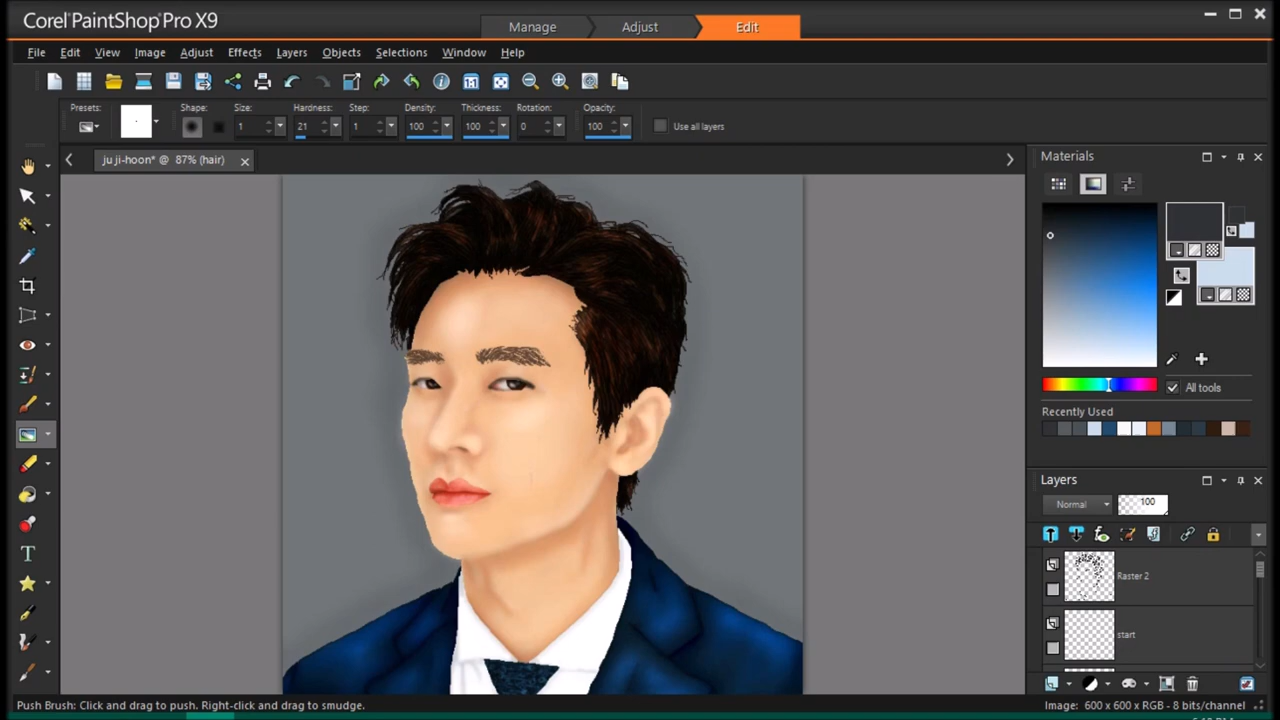 Corel PaintShop Pro X9
Manage Adjust Edit
File Edit View Image Adjust Effects Layers Objects Selections Window Help
Presets: Shape: Size: Hardness: Step: Density: Thickness: Rotation: Opacity:
1 21 1 100 100 0 100 Use all layers
ju ji-hoon* @ 87% (hair)
Materials
All tools
Recently Used
Layers
Normal 100
Raster 2
start
Push Brush: Click and drag to push. Right-click and drag to smudge.
Image: 600 x 600 x RGB - 8 bits/channel